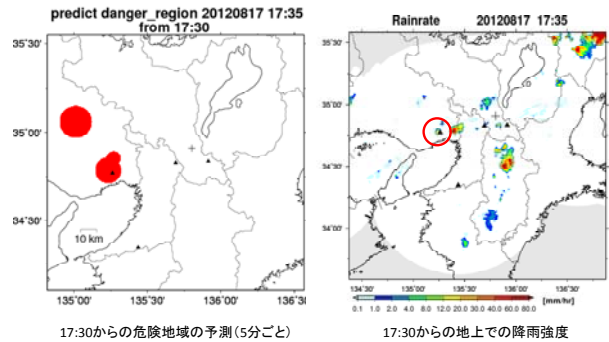 predict danger_region 20120817 17:35
from 17:30
35°30'
35°00'
34°30'
10 km
135°00' 135°30' 136°00' 136°30'
17:30からの危険地域の予測(5分ごと)
Rainrate 20120817 17:35
35°30'
35°00'
34°30'
34°00'
134°30' 135°00' 135°30' 136°00' 136°30'
[mm/hr]
0.1 1.0 2.0 4.0 8.0 12.0 16.0 20.0 30.0 40.0 60.0 80.0
17:30からの地上での降雨強度